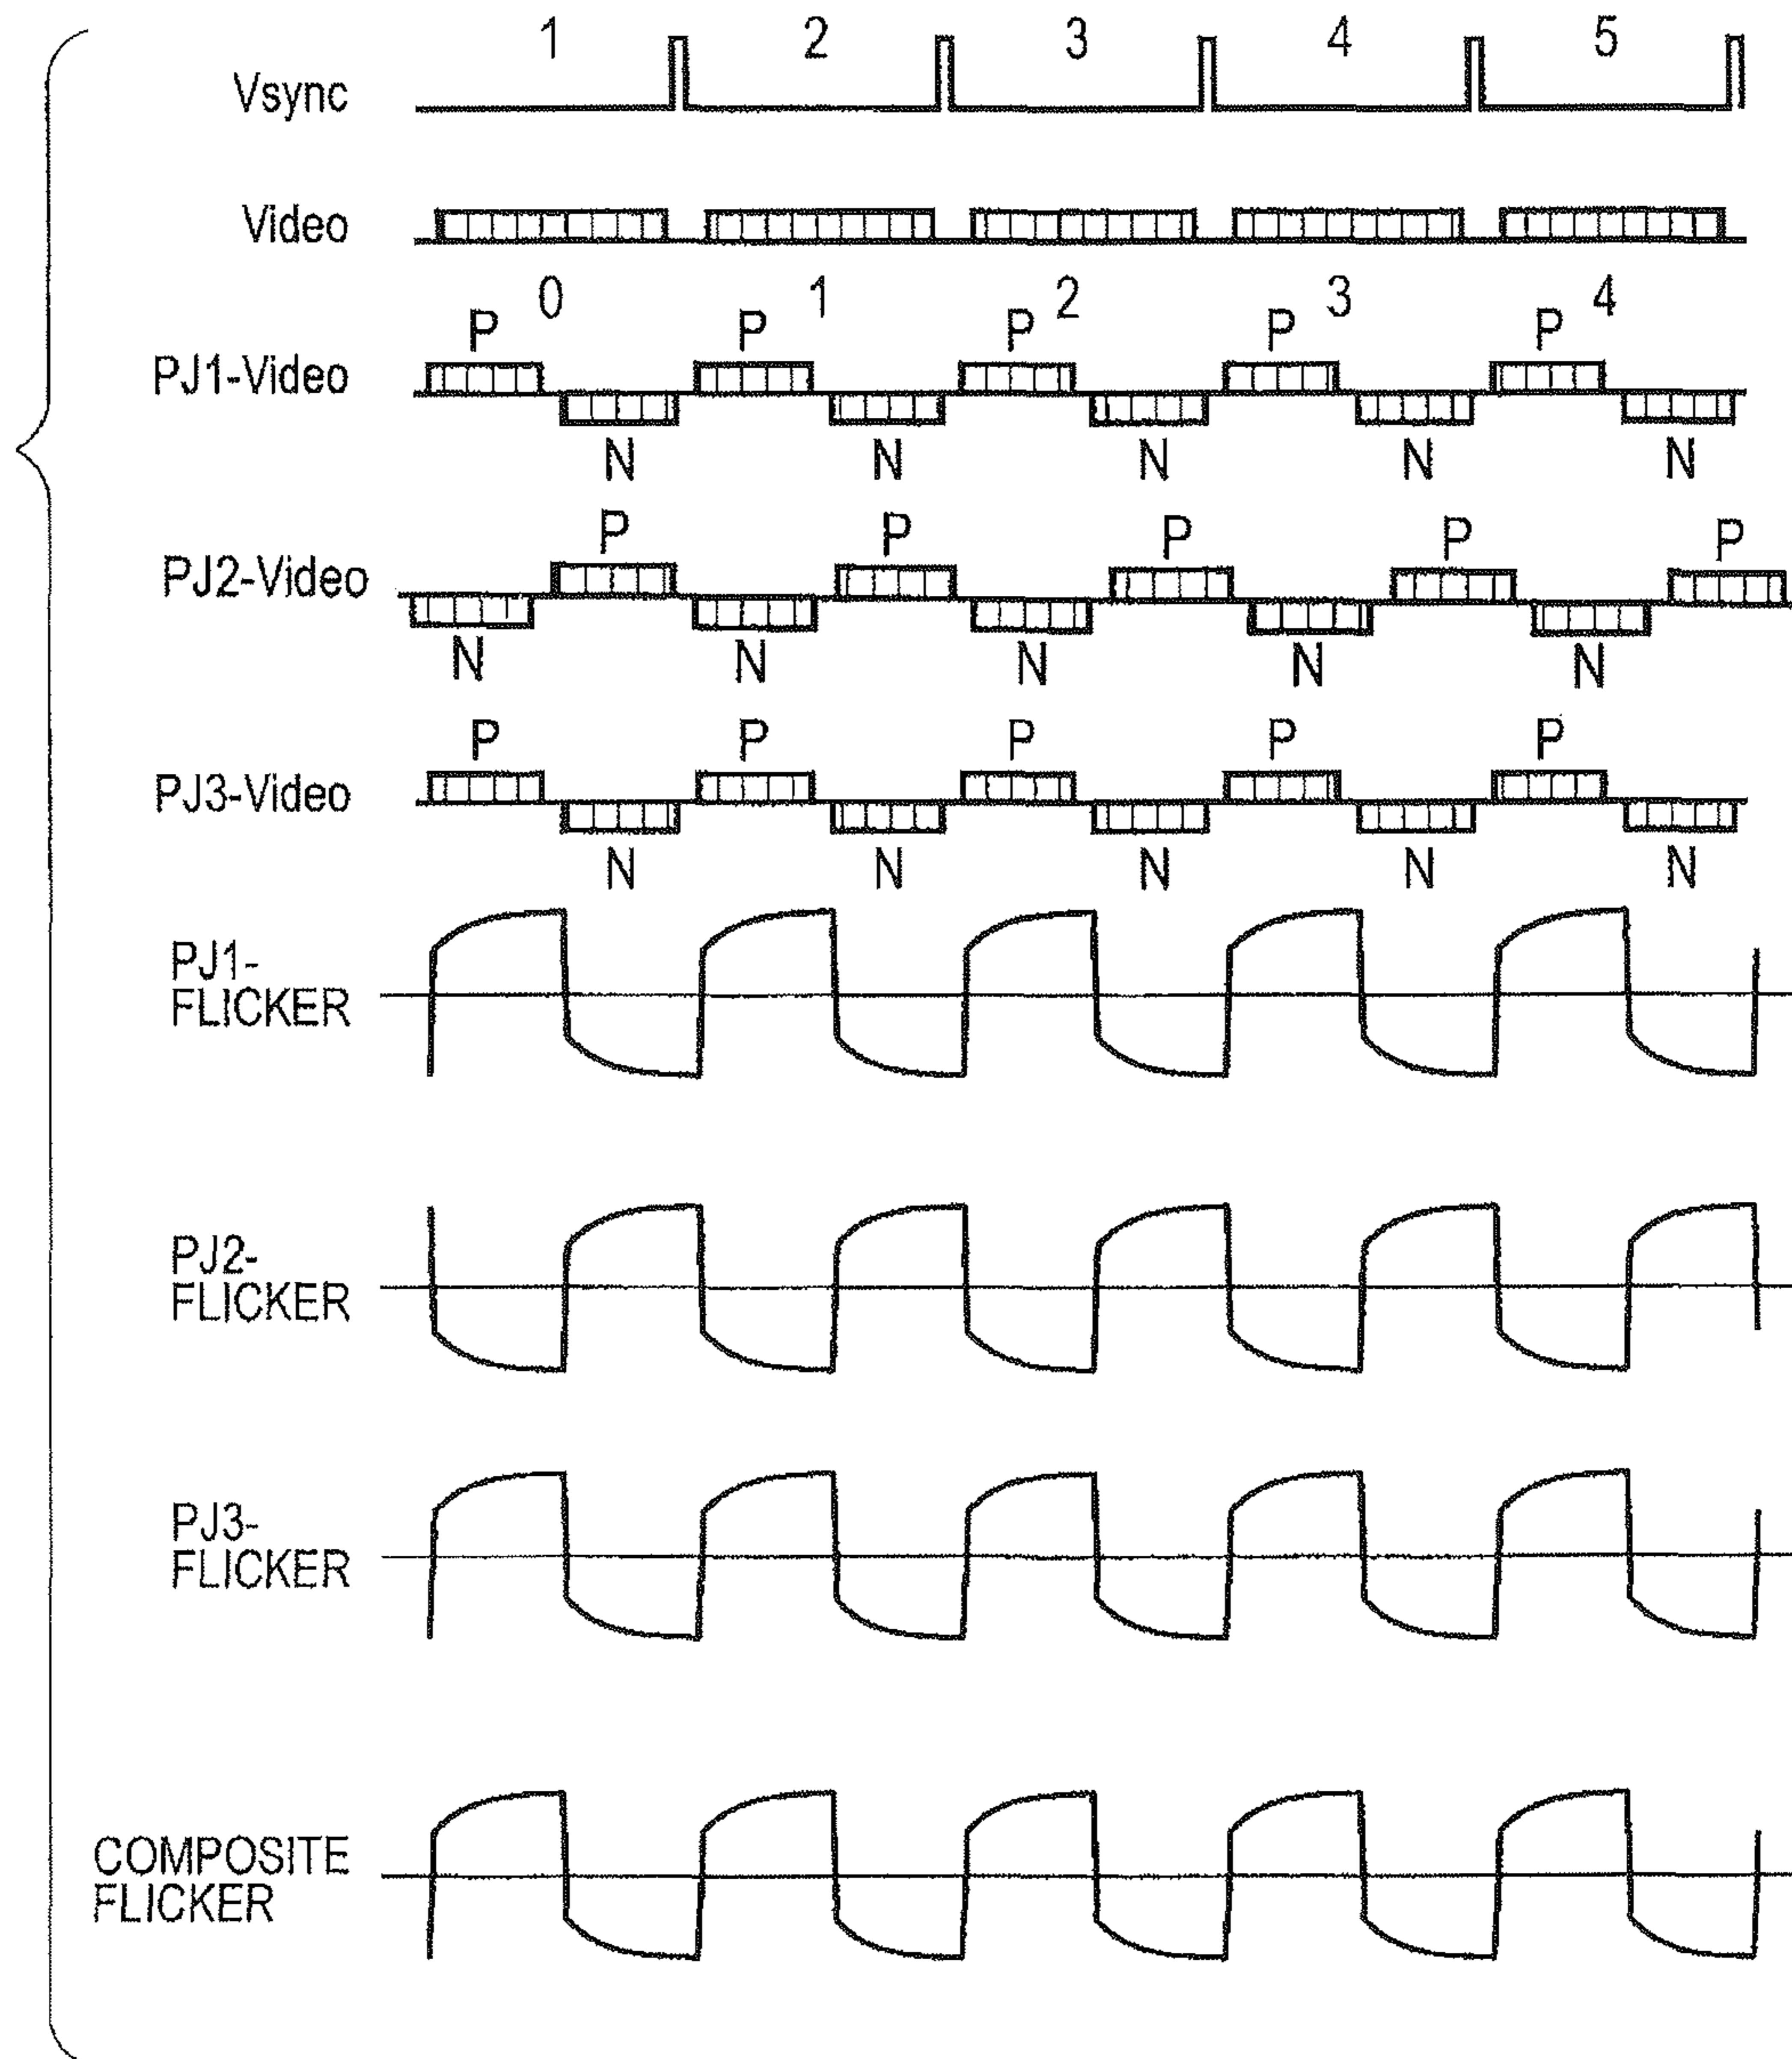 1 2 3 4 5
Vsync
Video
0 1 2 3 4
P P P P P
PJ1-Video
N N N N N
P P P P P
PJ2-Video
N N N N N
P P P P P
PJ3-Video
N N N N N
PJ1-
FLICKER
PJ2-
FLICKER
PJ3-
FLICKER
COMPOSITE
FLICKER